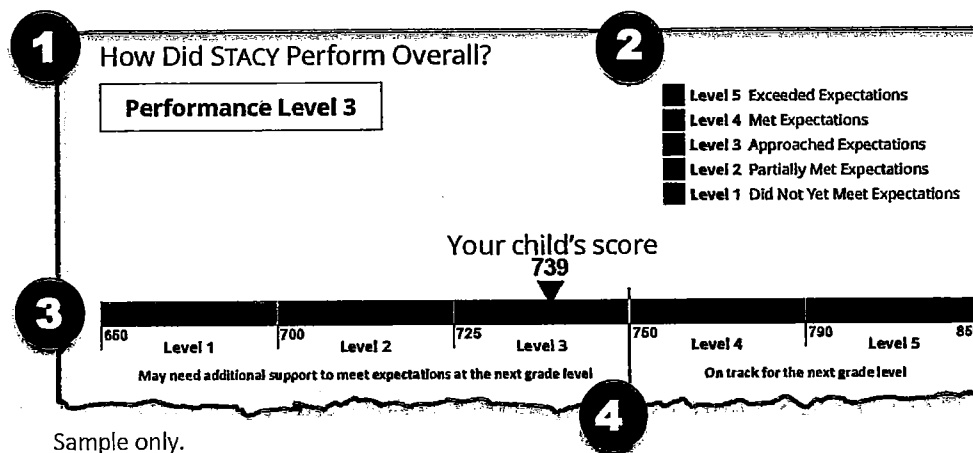 1
2
How Did STACY Perform Overall?
Performance Level 3
Level 5 Exceeded Expectations
Level 4 Met Expectations
Level 3 Approached Expectations
Level 2 Partially Met Expectations
Level 1 Did Not Yet Meet Expectations
Your child's score
739
3
650 700 725 750 790
Level 1 Level 2 Level 3 Level 4 Level 5
May need additional support to meet expectations at the next grade level On track for the next grade level
4
Sample only.